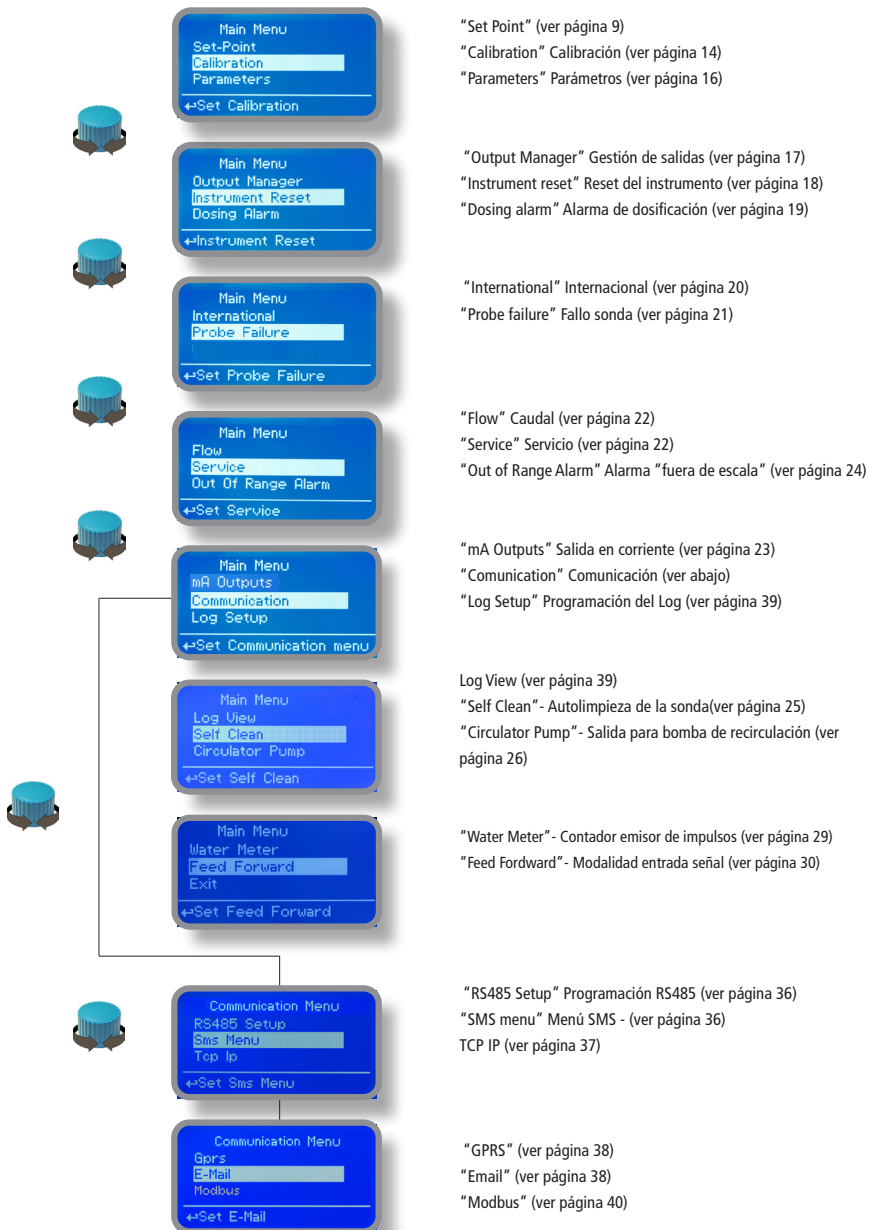 Main Menu
Set-Point
Calibration
Parameters
↵Set Calibration
"Set Point" (ver página 9)
"Calibration" Calibración (ver página 14)
"Parameters" Parámetros (ver página 16)
Main Menu
Output Manager
Instrument Reset
Dosing Alarm
↵Instrument Reset
"Output Manager" Gestión de salidas (ver página 17)
"Instrument reset" Reset del instrumento (ver página 18)
"Dosing alarm" Alarma de dosificación (ver página 19)
Main Menu
International
Probe Failure
↵Set Probe Failure
"International" Internacional (ver página 20)
"Probe failure" Fallo sonda (ver página 21)
Main Menu
Flow
Service
Out Of Range Alarm
↵Set Service
"Flow" Caudal (ver página 22)
"Service" Servicio (ver página 22)
"Out of Range Alarm" Alarma "fuera de escala" (ver página 24)
Main Menu
mA Outputs
Communication
Log Setup
↵Set Communication menu
"mA Outputs" Salida en corriente (ver página 23)
"Comunication" Comunicación (ver abajo)
"Log Setup" Programación del Log (ver página 39)
Main Menu
Log View
Self Clean
Circulator Pump
↵Set Self Clean
Log View (ver página 39)
"Self Clean"- Autolimpieza de la sonda(ver página 25)
"Circulator Pump"- Salida para bomba de recirculación (ver
página 26)
Main Menu
Water Meter
Feed Forward
Exit
↵Set Feed Forward
"Water Meter"- Contador emisor de impulsos (ver página 29)
"Feed Fordward"- Modalidad entrada señal (ver página 30)
Communication Menu
RS485 Setup
Sms Menu
Tcp Ip
↵Set Sms Menu
"RS485 Setup" Programación RS485 (ver página 36)
"SMS menu" Menú SMS - (ver página 36)
TCP IP (ver página 37)
Communication Menu
Gprs
E-Mail
Modbus
↵Set E-Mail
"GPRS" (ver página 38)
"Email" (ver página 38)
"Modbus" (ver página 40)